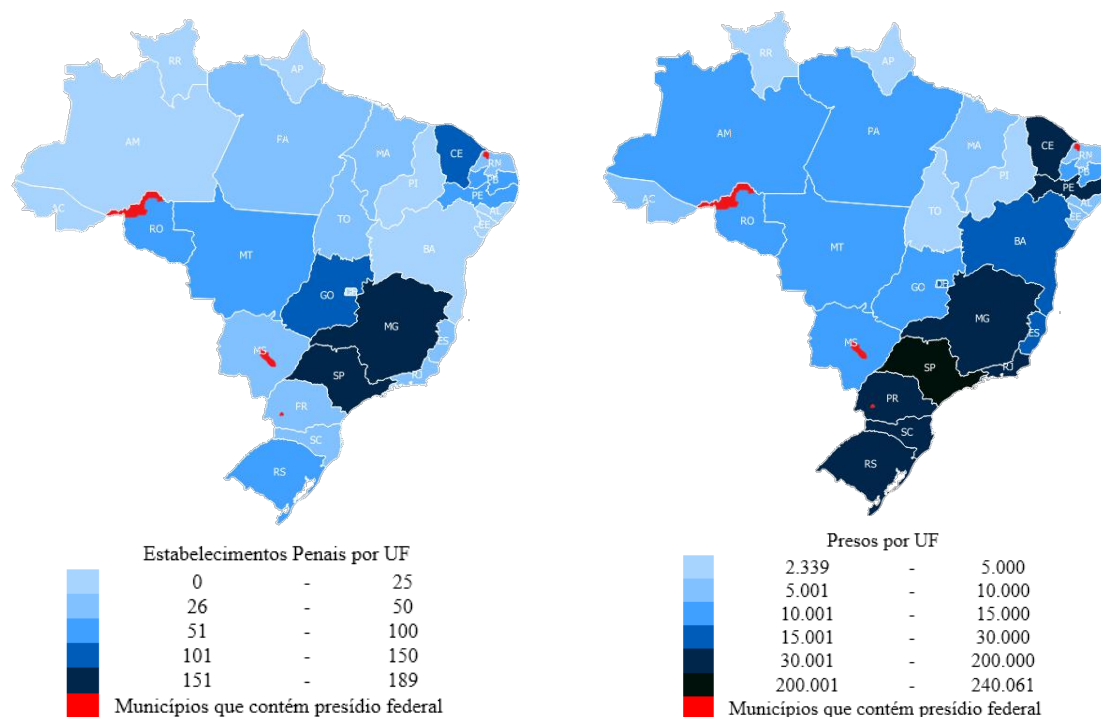 RR
AP
AM
PA
MA
CE
RN
PB
PE
PI
AL
AC
TO
RO
BA
MT
GO
MG
MS
ES
SP
RJ
PR
SC
RS
Estabelecimentos Penais por UF
0 - 25
26 - 50
51 - 100
101 - 150
151 - 189
Municípios que contém presídio federal
RR
AP
AM
PA
MA
CE
RN
PB
PE
PI
AL
AC
TO
RO
BA
MT
GO
DF
MG
MS
ES
SP
RJ
PR
SC
RS
Presos por UF
2.339 - 5.000
5.001 - 10.000
10.001 - 15.000
15.001 - 30.000
30.001 - 200.000
200.001 - 240.061
Municípios que contém presídio federal